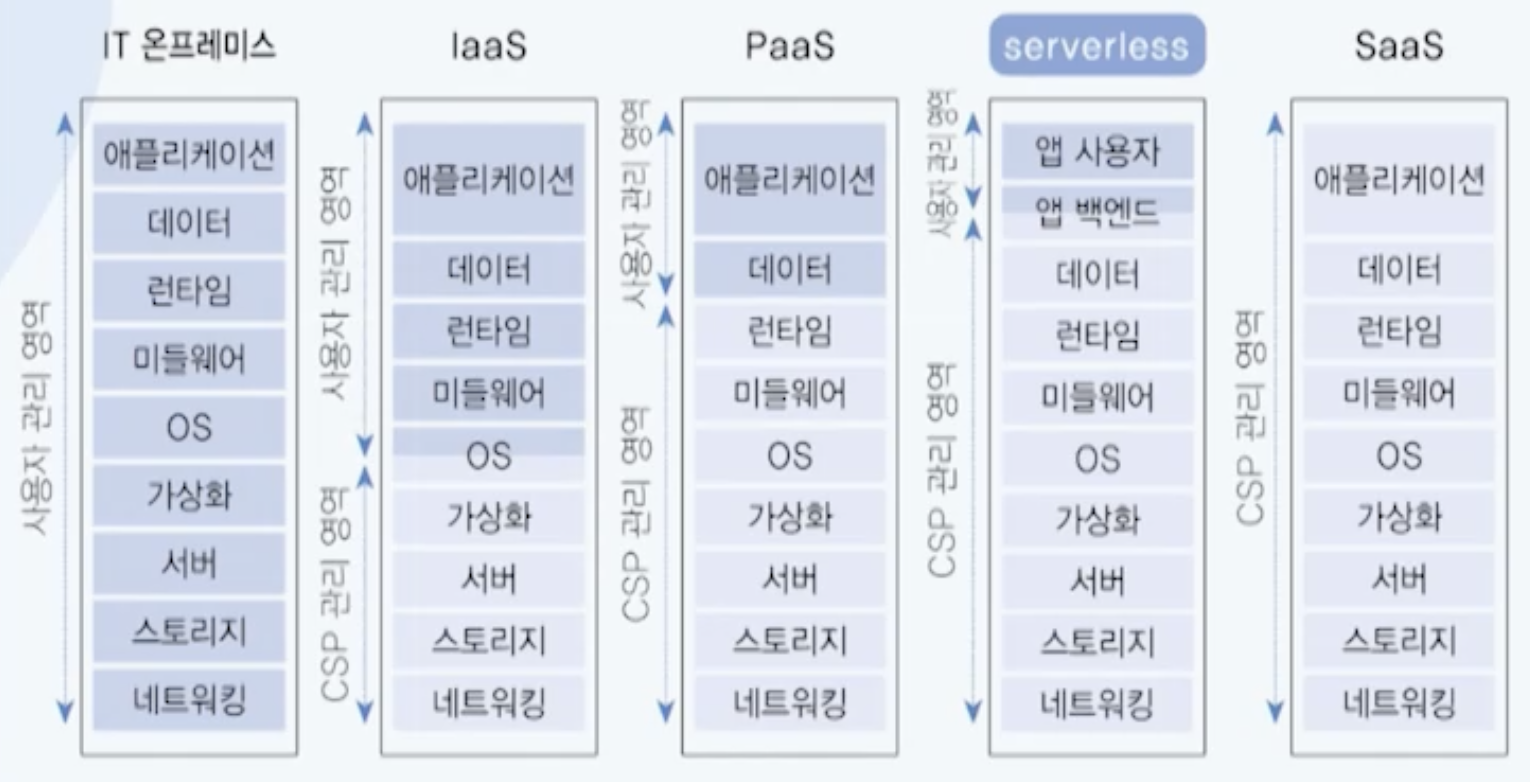 IT 온프레미스
사용자 관리 영역
애플리케이션
데이터
런타임
미들웨어
OS
가상화
서버
스토리지
네트워킹
IaaS
사용자 관리 영역
CSP 관리 영역
애플리케이션
데이터
런타임
미들웨어
OS
가상화
서버
스토리지
네트워킹
PaaS
사용자 관리 영역
CSP 관리 영역
애플리케이션
데이터
런타임
미들웨어
OS
가상화
서버
스토리지
네트워킹
serverless
사용자 관리 영역
CSP 관리 영역
앱 사용자
앱 백엔드
데이터
런타임
미들웨어
OS
가상화
서버
스토리지
네트워킹
SaaS
CSP 관리 영역
애플리케이션
데이터
런타임
미들웨어
OS
가상화
서버
스토리지
네트워킹